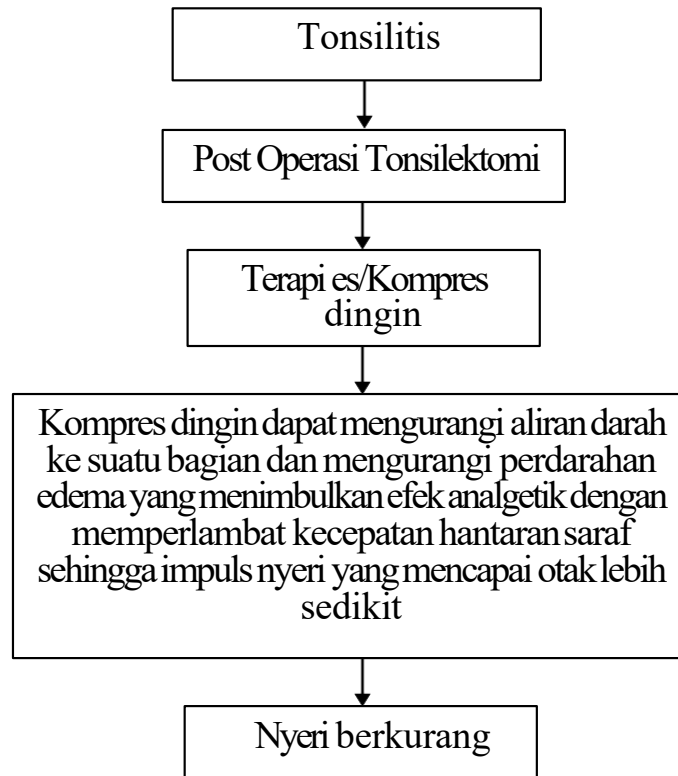 Tonsilitis
Post Operasi Tonsilektomi
Terapi es/Kompres
dingin
Kompres dingin dapat mengurangi aliran darah
ke suatu bagian dan mengurangi perdarahan
edema yang menimbulkan efek analgetik dengan
memperlambat kecepatan hantaran saraf
sehingga impuls nyeri yang mencapai otak lebih
sedikit
Nyeri berkurang